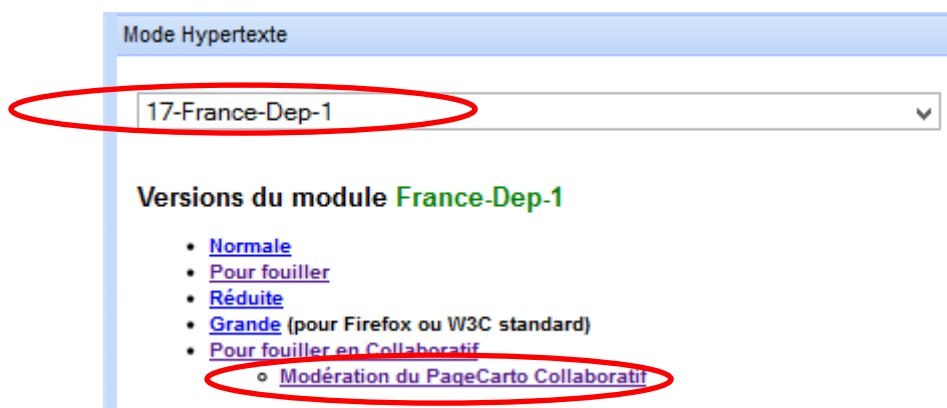 Mode Hypertexte
17-France-Dep-1
Versions du module France-Dep-1
• Normale
• Pour fouiller
• Réduite
• Grande (pour Firefox ou W3C standard)
• Pour fouiller en Collaboratif
o Modération du PageCarto Collaboratif